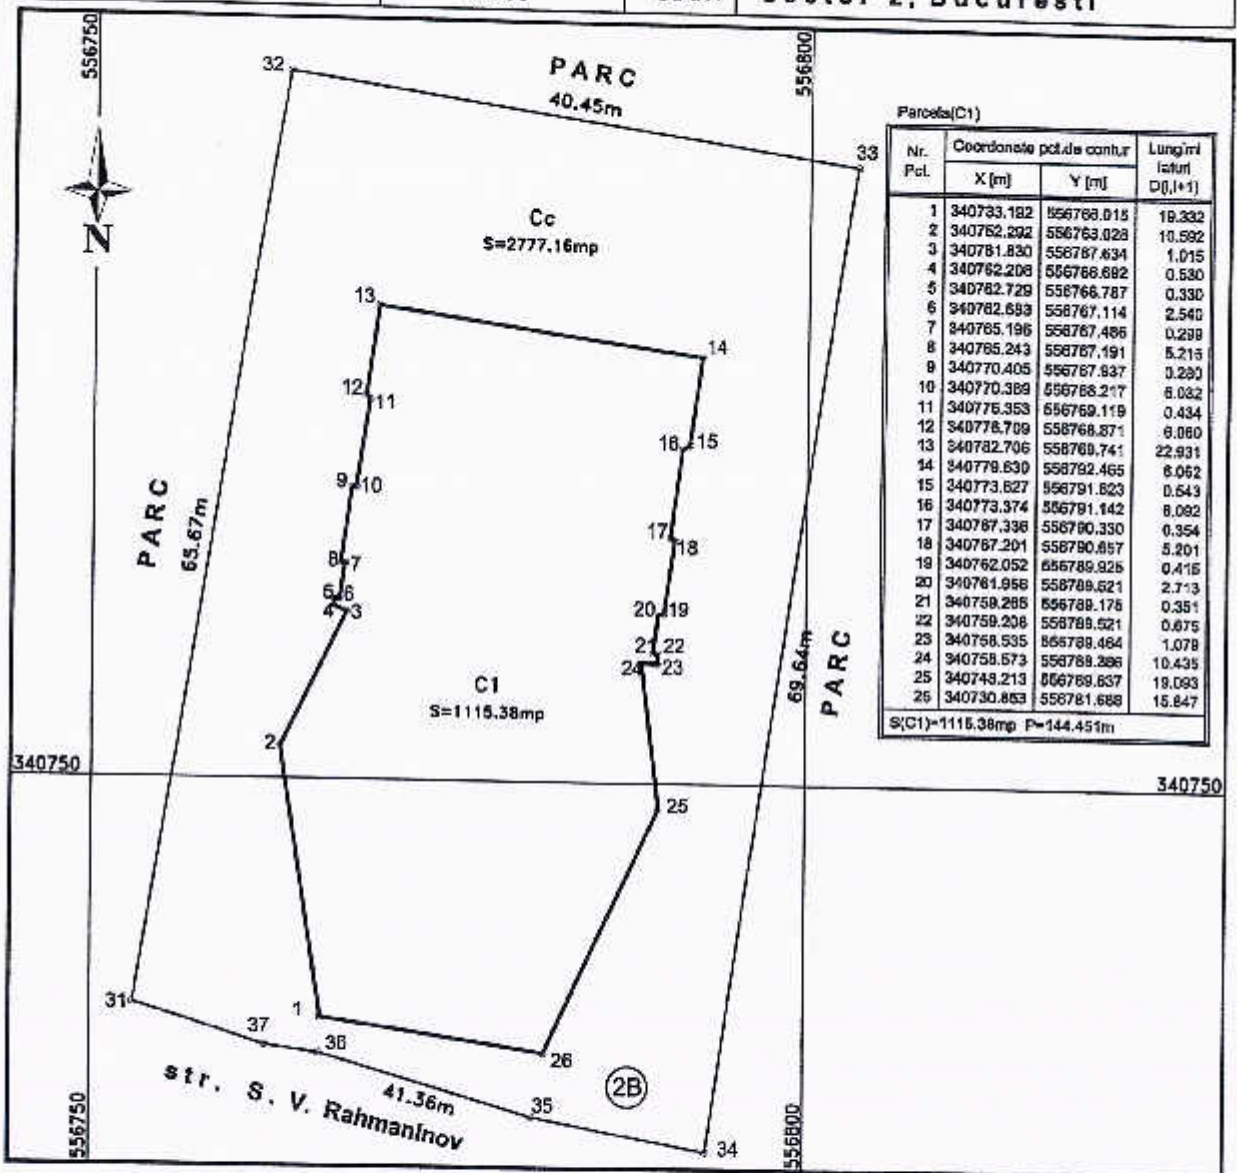 Sector 2, Bucuresti
556750
556800
32
PARC
40.45m
33
N
Cc
S=2777.16mp
13
14
12
11
16
15
9
10
17
18
8
7
5
6
4
3
20
19
21
22
24
23
PARC
65.67m
69.64m
PARC
C1
S=1115.38mp
2
340750
340750
25
31
1
37
36
26
str. S. V. Rahmaninov
41.36m
35
2B
34
556750
556800
Parcela(C1)
Nr. Pct.
Coordonate pct.de contur
Lungimi laturi D(i,i+1)
X [m]
Y [m]
1 340733.192 556766.015 19.332
2 340752.292 556763.028 10.592
3 340761.830 556767.634 1.015
4 340762.206 556766.692 0.530
5 340762.729 556766.787 0.330
6 340762.683 556767.114 2.540
7 340765.196 556767.486 0.299
8 340765.243 556767.191 5.216
9 340770.405 556767.937 0.280
10 340770.389 556768.217 6.032
11 340776.353 556769.119 0.434
12 340776.709 556768.871 6.060
13 340782.706 556769.741 22.931
14 340779.630 556792.465 6.062
15 340773.627 556791.623 0.543
16 340773.374 556791.142 6.092
17 340767.336 556790.330 0.354
18 340767.201 556790.657 5.201
19 340762.052 556789.925 0.415
20 340761.956 556789.521 2.713
21 340759.265 556789.175 0.351
22 340759.208 556789.521 0.675
23 340758.535 556789.464 1.079
24 340758.573 556788.386 10.435
25 340748.213 556789.637 19.093
26 340730.853 556781.688 15.847
S(C1)=1115.38mp P=144.451m